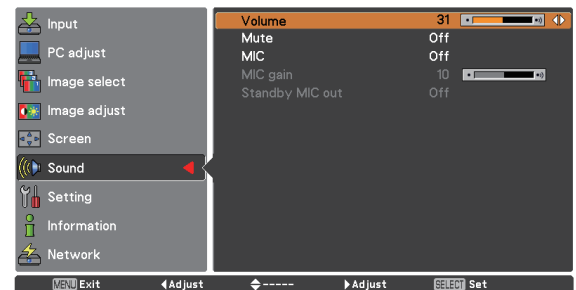 Input
PC adjust
Image select
Image adjust
Screen
Sound
Setting
Information
Network
Volume 31
Mute Off
MIC Off
MIC gain 10
Standby MIC out Off
MENU Exit Adjust ----- Adjust SELECT Set